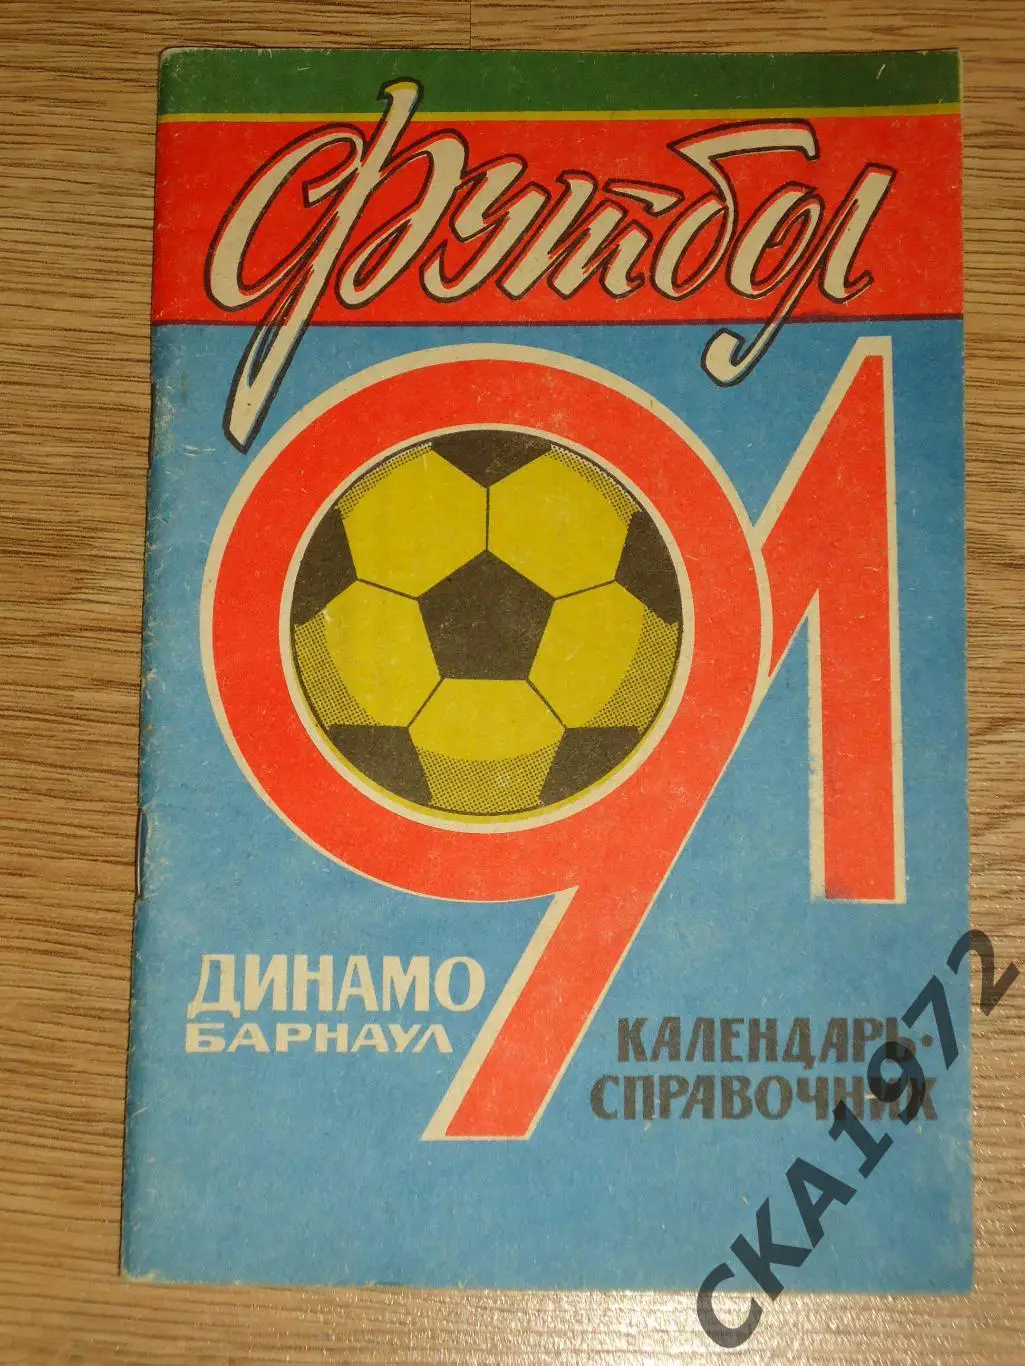 Футбол
91
ДИНАМО
БАРНАУЛ
КАЛЕНДАРЬ-
СПРАВОЧНИК
СКА1972